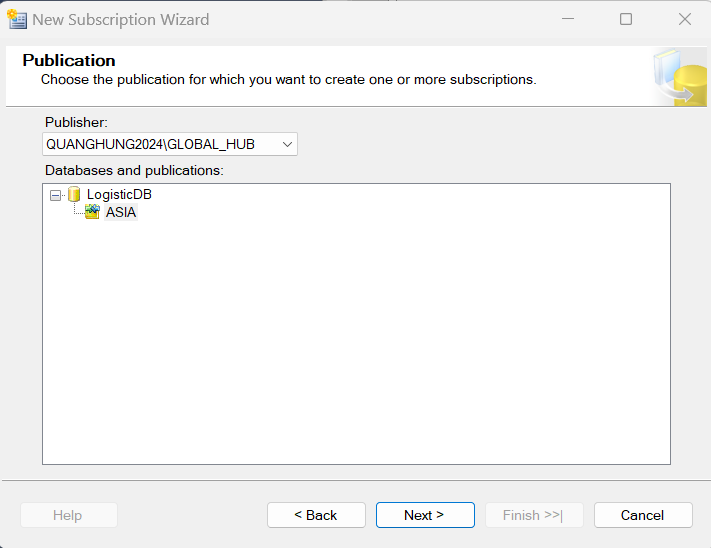 New Subscription Wizard
Publication
Choose the publication for which you want to create one or more subscriptions.
Publisher:
QUANGHUNG2024\GLOBAL_HUB
Databases and publications:
LogisticDB
ASIA
Help
< Back
Next >
Finish >>|
Cancel